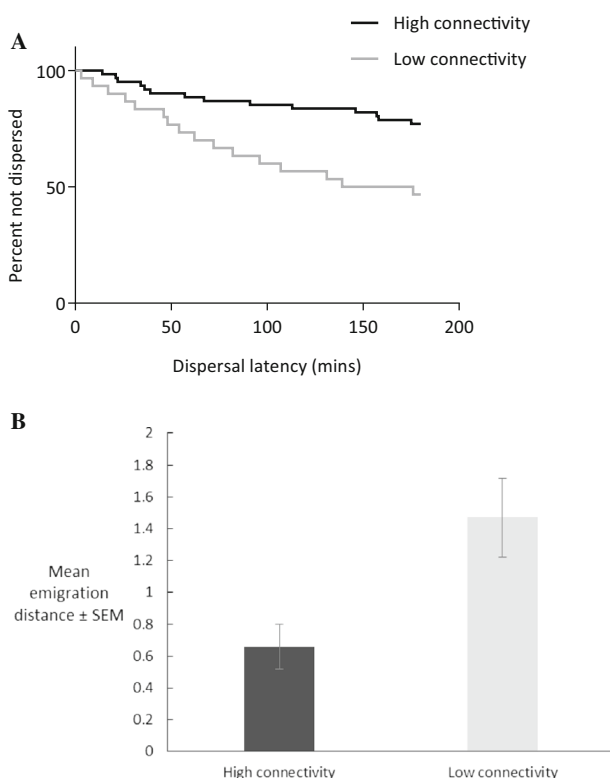 A
High connectivity
Low connectivity
100
50
0
Percent not dispersed
0 50 100 150 200
Dispersal latency (mins)
B
2
1.8
1.6
1.4
1.2
1
0.8
0.6
0.4
0.2
0
Mean
emigration
distance ± SEM
High connectivity Low connectivity